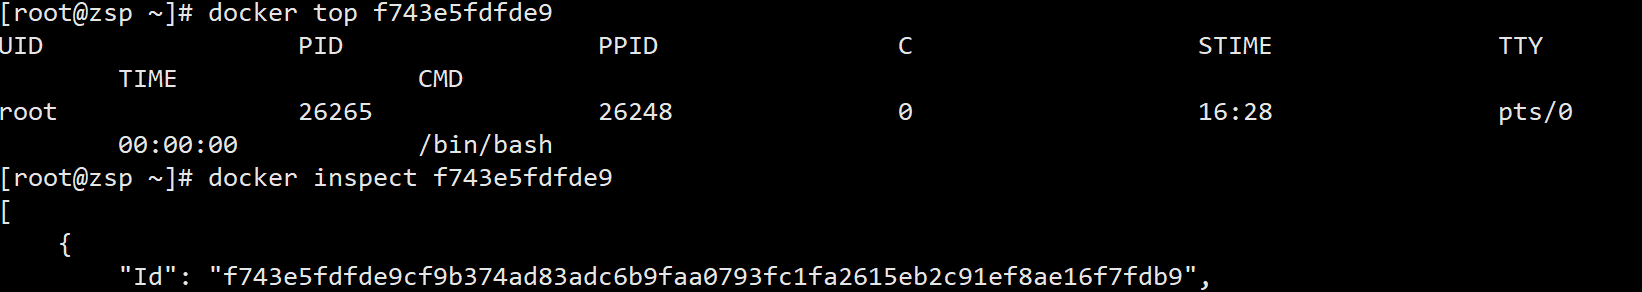 [root@zsp ~]# docker top f743e5fdfde9
UID PID PPID C STIME TTY
TIME CMD
root 26265 26248 0 16:28 pts/0
00:00:00 /bin/bash
[root@zsp ~]# docker inspect f743e5fdfde9
[
{
"Id": "f743e5fdfde9cf9b374ad83adc6b9faa0793fc1fa2615eb2c91ef8ae16f7fdb9",